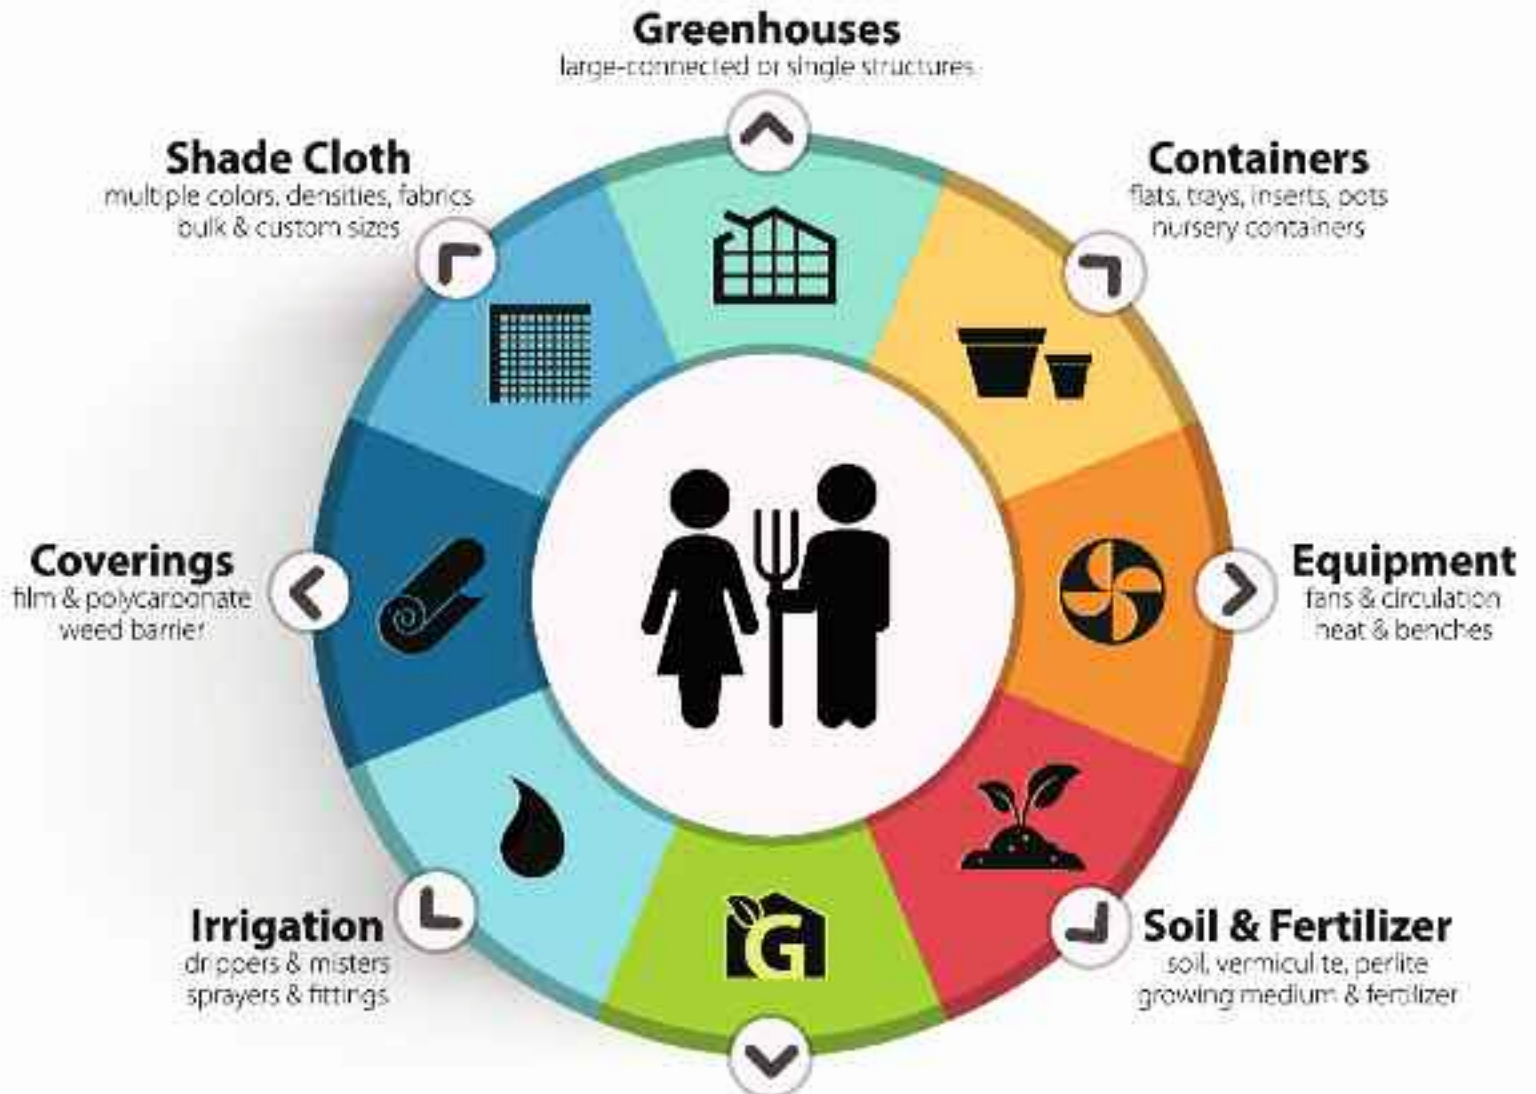 Greenhouses
large-connected or single structures
Shade Cloth
multiple colors, densities, fabrics
bulk & custom sizes
Containers
flats, trays, inserts, pots
nursery containers
Coverings
film & polycarbonate
weed barrier
Equipment
fans & circulation
heat & benches
Irrigation
drippers & misters
sprayers & fittings
G
Soil & Fertilizer
soil, vermiculite, perlite
growing medium & fertilizer